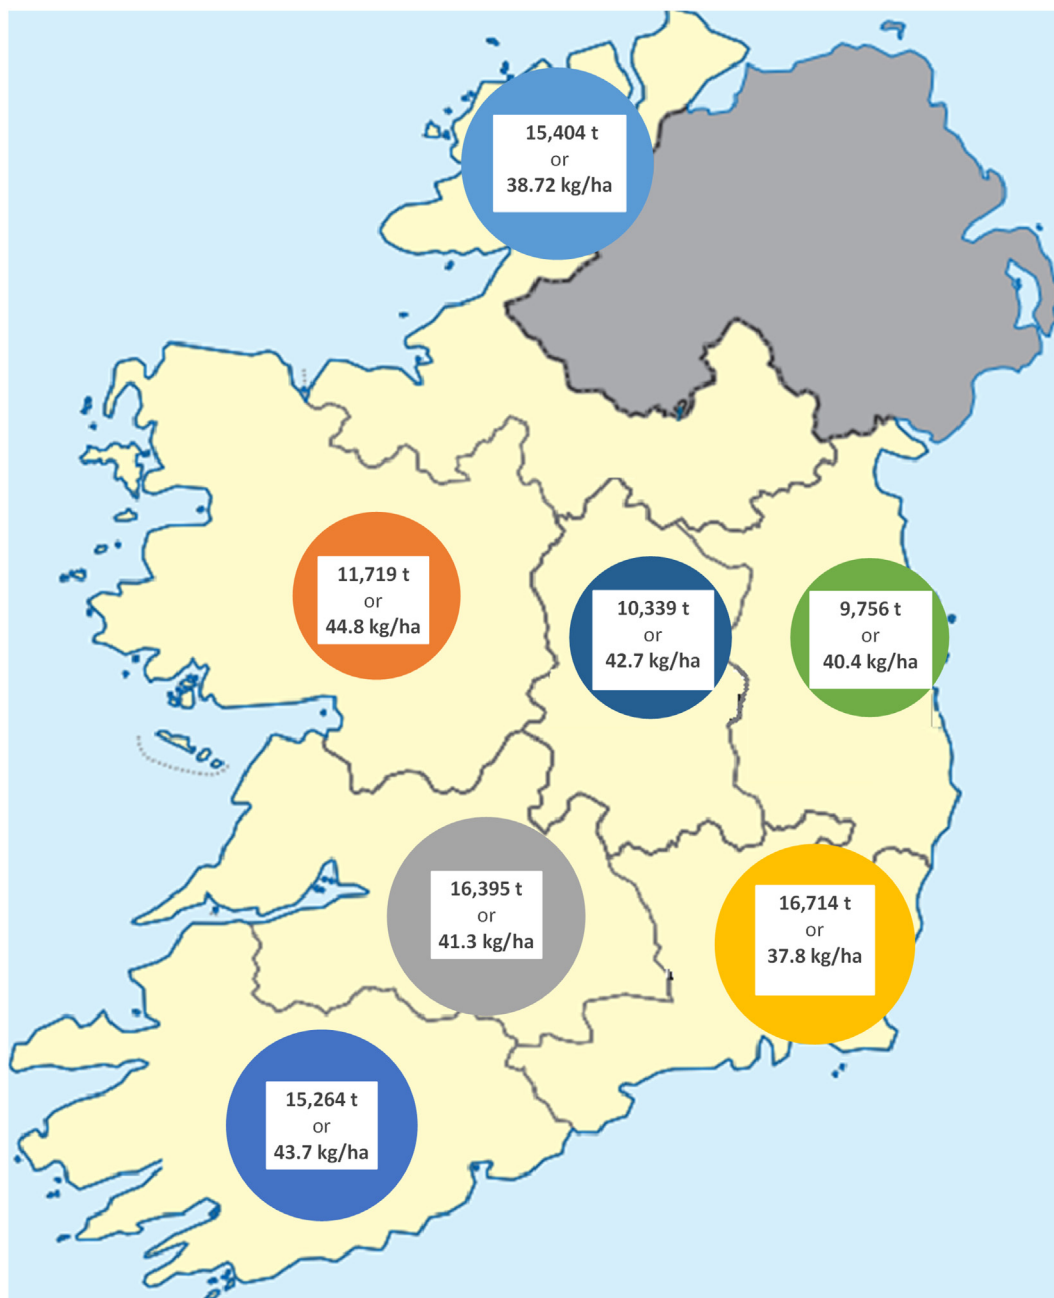 15,404 t
or
38.72 kg/ha
11,719 t
or
44.8 kg/ha
10,339 t
or
42.7 kg/ha
9,756 t
or
40.4 kg/ha
16,395 t
or
41.3 kg/ha
16,714 t
or
37.8 kg/ha
15,264 t
or
43.7 kg/ha